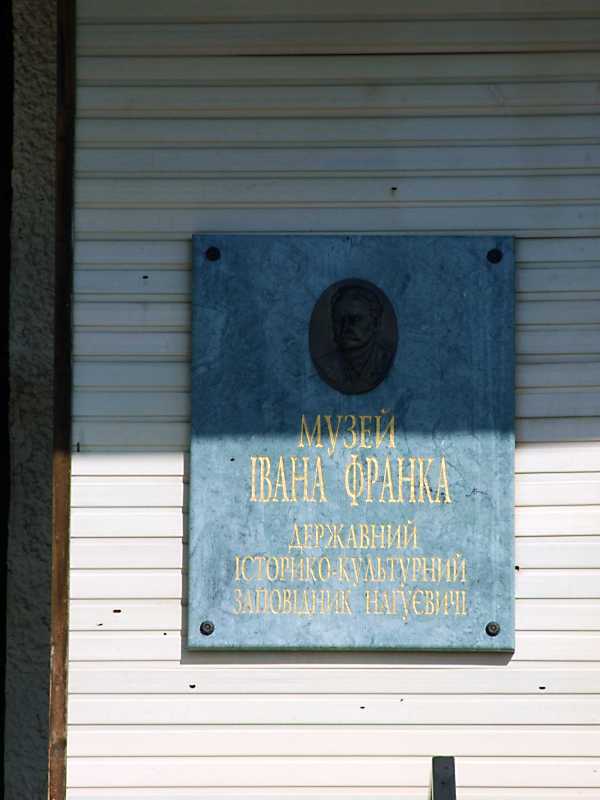 МУЗЕЙ
ІВАНА ФРАНКА
ДЕРЖАВНИЙ
ІСТОРИКО-КУЛЬТУРНИЙ
ЗАПОВІДНИК НАГУЄВИЧІ